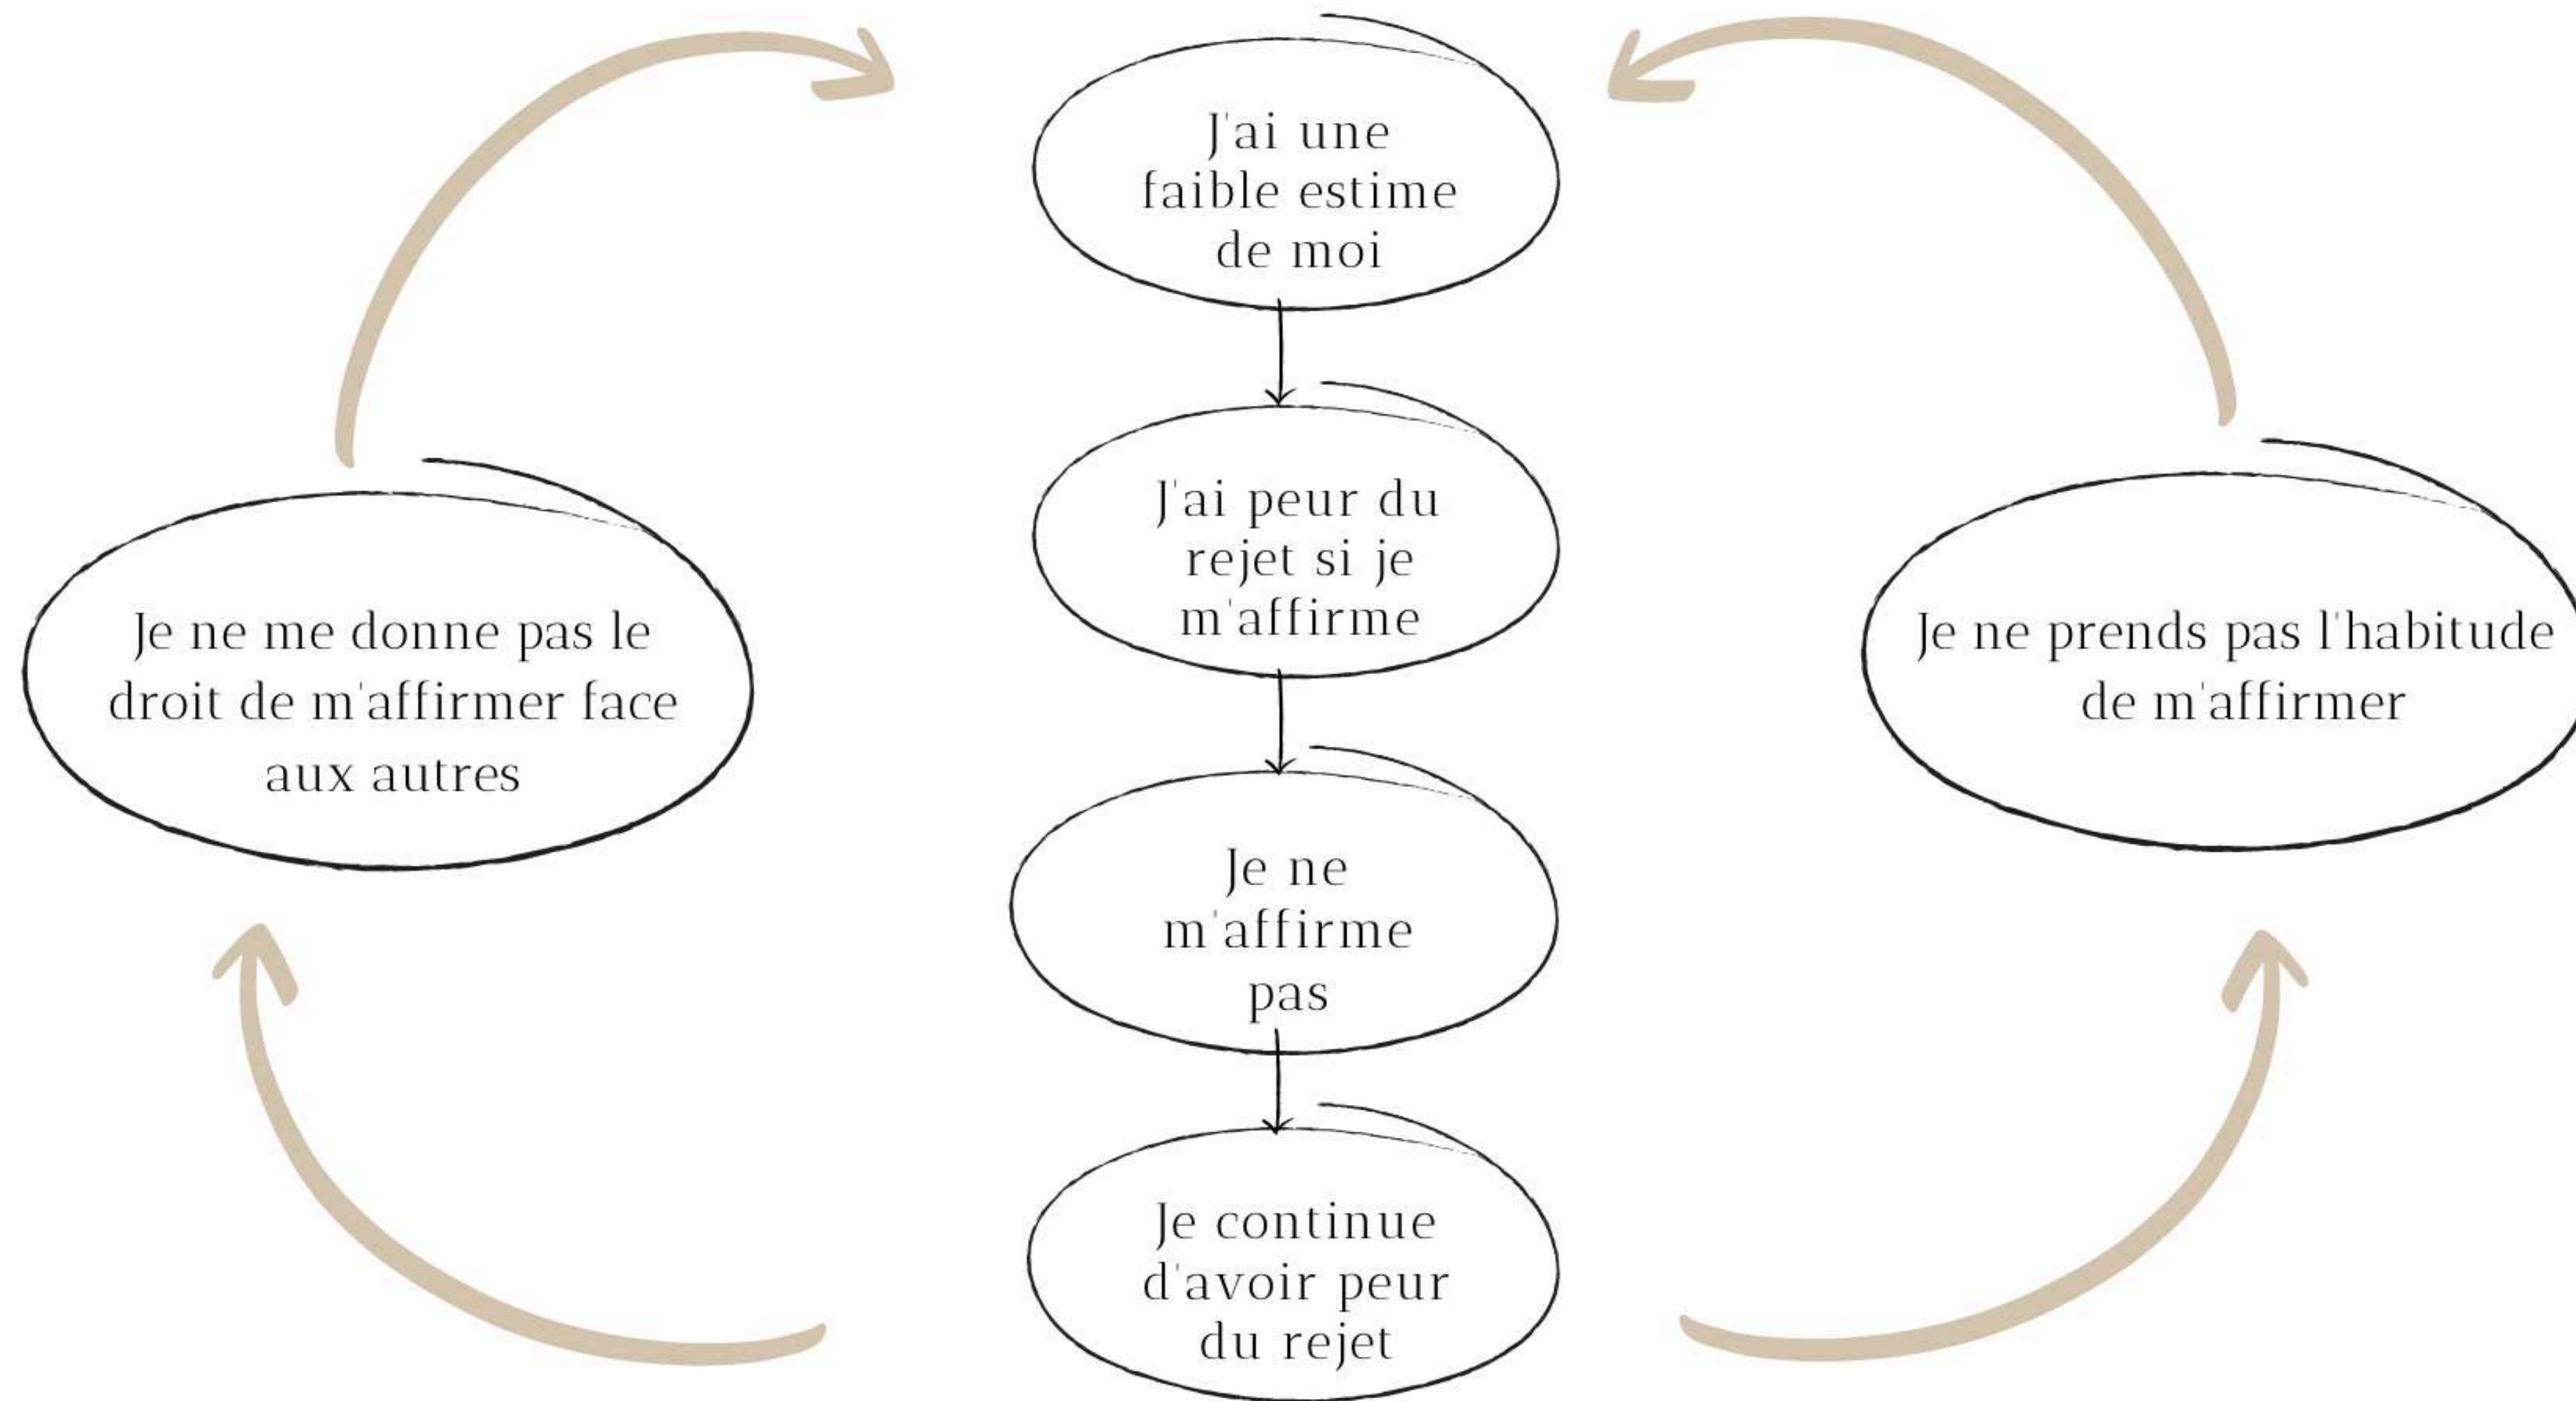 J'ai une
faible estime
de moi
J'ai peur du
rejet si je
m'affirme
Je ne me donne pas le
droit de m'affirmer face
aux autres
Je ne prends pas l'habitude
de m'affirmer
Je ne
m'affirme
pas
Je continue
d'avoir peur
du rejet